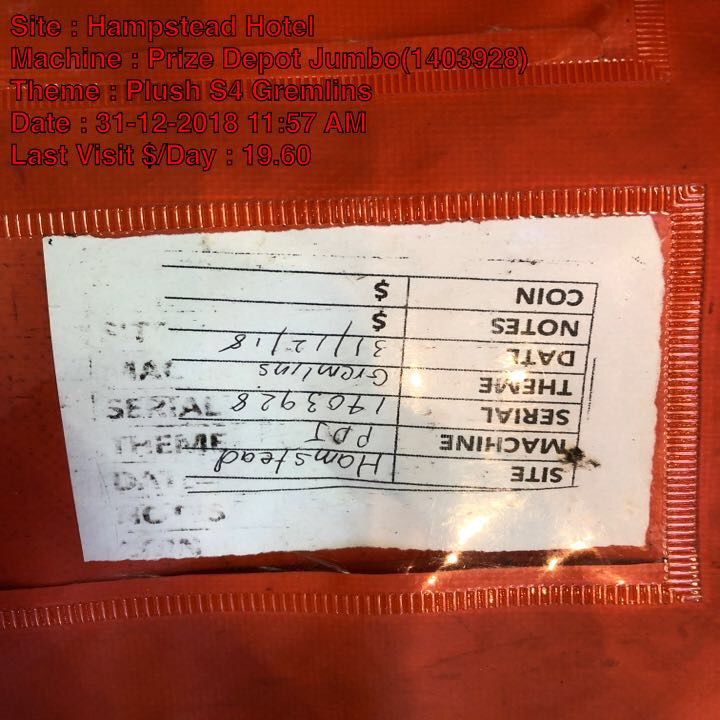 Site : Hampstead Hotel
Machine : Prize Depot Jumbo(1403928)
Theme : Plush S4 Gremlins
Date : 31-12-2018 11:57 AM
Last Visit $/Day : 19.60
SITE Hamstead
MACHINE PDJ
SERIAL 1403928
THEME Gremlins
DATE 31/12/18
NOTES $
COIN $
SERIAL
THEME